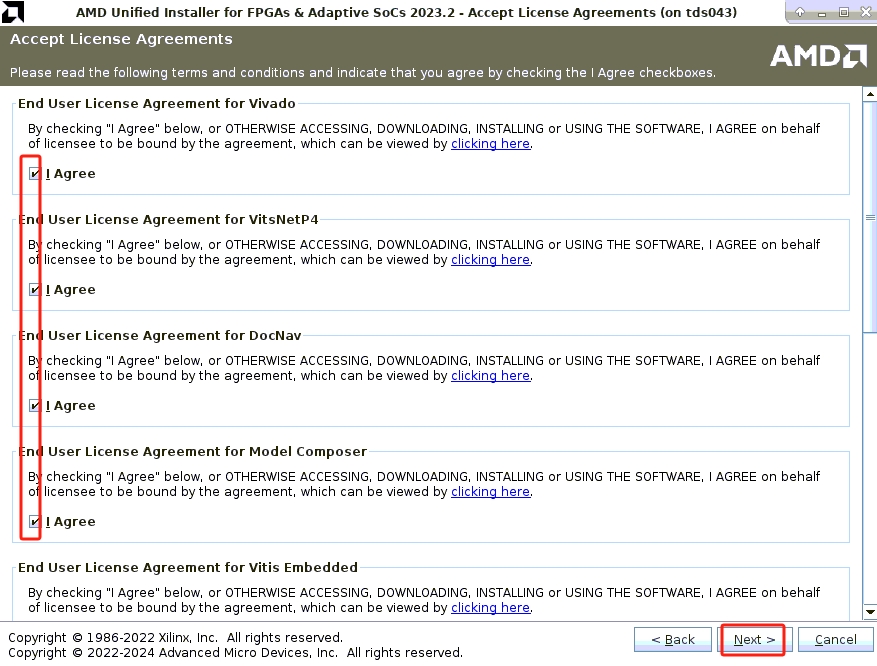 AMD Unified Installer for FPGAs & Adaptive SoCs 2023.2 - Accept License Agreements (on tds043)
Accept License Agreements
Please read the following terms and conditions and indicate that you agree by checking the I Agree checkboxes.
AMD
End User License Agreement for Vivado
By checking "I Agree" below, or OTHERWISE ACCESSING, DOWNLOADING, INSTALLING or USING THE SOFTWARE, I AGREE on behalf
of licensee to be bound by the agreement, which can be viewed by clicking here.
I Agree
End User License Agreement for VitsNetP4
By checking "I Agree" below, or OTHERWISE ACCESSING, DOWNLOADING, INSTALLING or USING THE SOFTWARE, I AGREE on behalf
of licensee to be bound by the agreement, which can be viewed by clicking here.
I Agree
End User License Agreement for DocNav
By checking "I Agree" below, or OTHERWISE ACCESSING, DOWNLOADING, INSTALLING or USING THE SOFTWARE, I AGREE on behalf
of licensee to be bound by the agreement, which can be viewed by clicking here.
I Agree
End User License Agreement for Model Composer
By checking "I Agree" below, or OTHERWISE ACCESSING, DOWNLOADING, INSTALLING or USING THE SOFTWARE, I AGREE on behalf
of licensee to be bound by the agreement, which can be viewed by clicking here.
I Agree
End User License Agreement for Vitis Embedded
By checking "I Agree" below, or OTHERWISE ACCESSING, DOWNLOADING, INSTALLING or USING THE SOFTWARE, I AGREE on behalf
of licensee to be bound by the agreement, which can be viewed by clicking here.
Copyright © 1986-2022 Xilinx, Inc. All rights reserved.
Copyright © 2022-2024 Advanced Micro Devices, Inc. All rights reserved.
< Back Next > Cancel